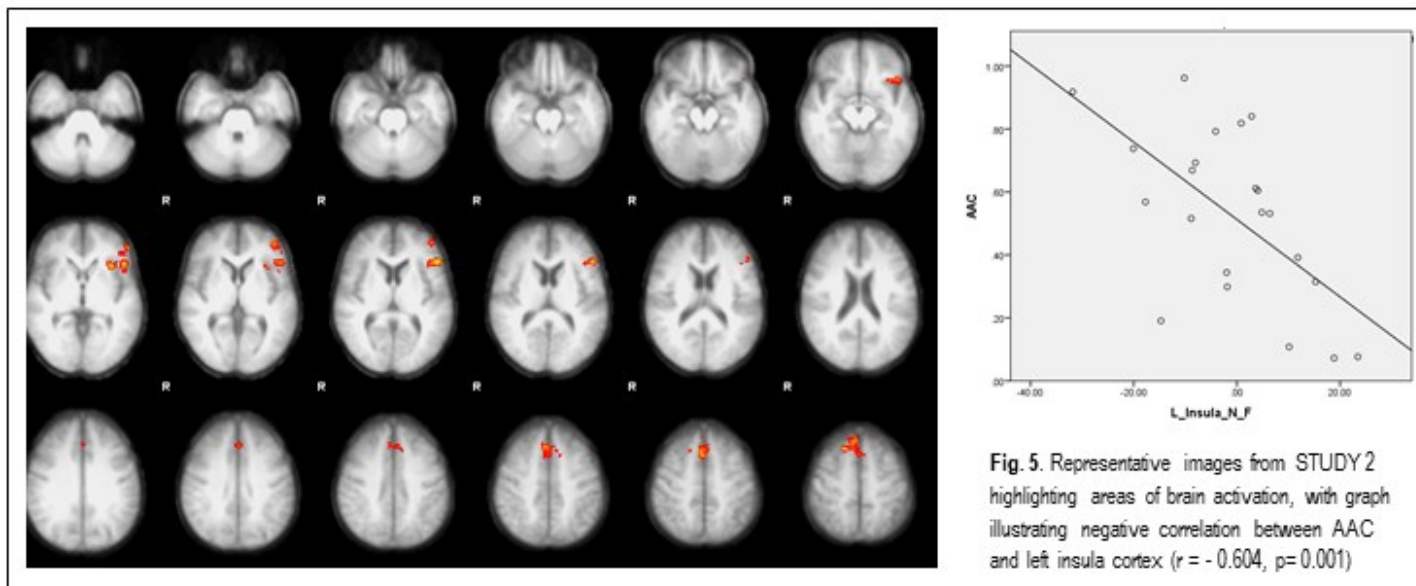 R R R R R
R R R R R
AAC
1.00
.80
.60
.40
.20
.00
-40.00 -20.00 .00 20.00
L_Insula_N_F
Fig. 5. Representative images from STUDY 2
highlighting areas of brain activation, with graph
illustrating negative correlation between AAC
and left insula cortex (r = - 0.604, p= 0.001)